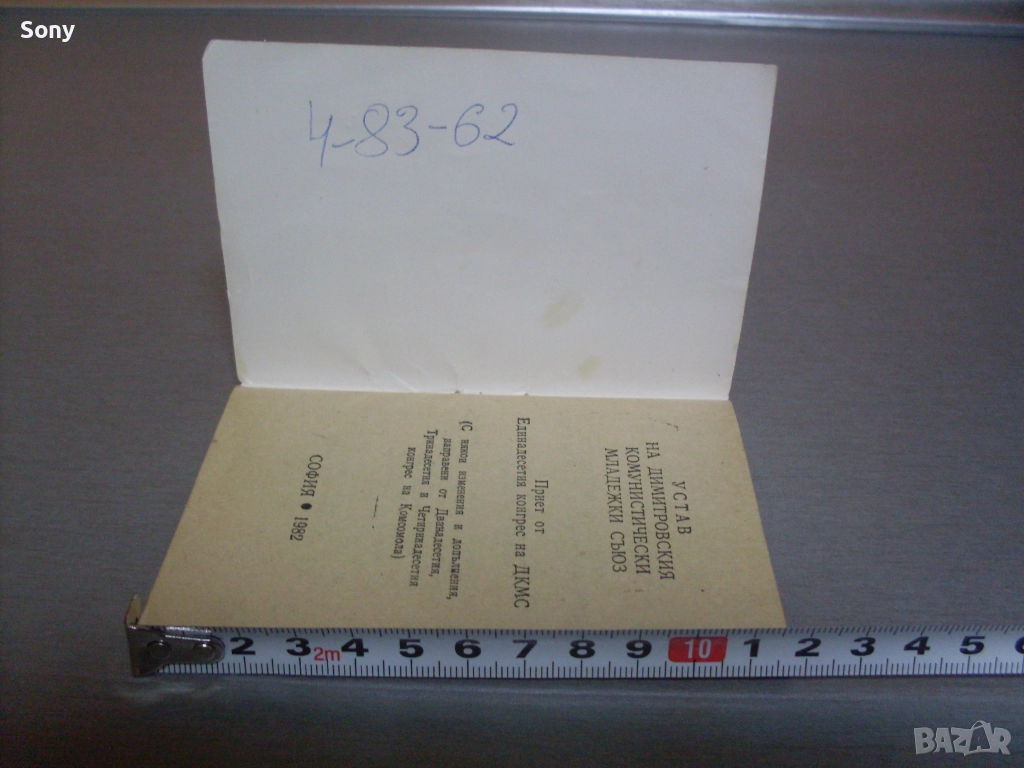 Sony
4-83-62
УСТАВ
НА ДИМИТРОВСКИЯ
КОМУНИСТИЧЕСКИ
МЛАДЕЖКИ СЪЮЗ
Приет от
Единадесетия конгрес на ДКМС
(С някои изменения и допълнения,
направени от Дванадесетия,
Тринадесетия и Четиринадесетия
конгрес на Комсомола)
СОФИЯ • 1982
2 3 2m 4 5 6 7 8 9 10 1 2 3 4 5 6
BAZAR